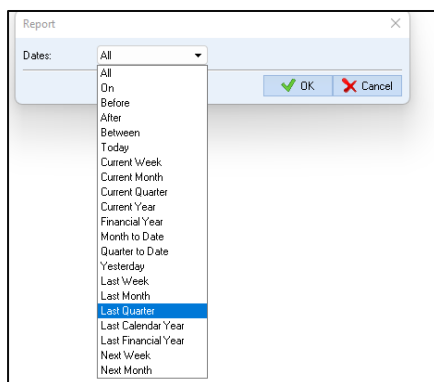 Report
Dates: All
All
On
Before
After
Between
Today
Current Week
Current Month
Current Quarter
Current Year
Financial Year
Month to Date
Quarter to Date
Yesterday
Last Week
Last Month
Last Quarter
Last Calendar Year
Last Financial Year
Next Week
Next Month
OK Cancel